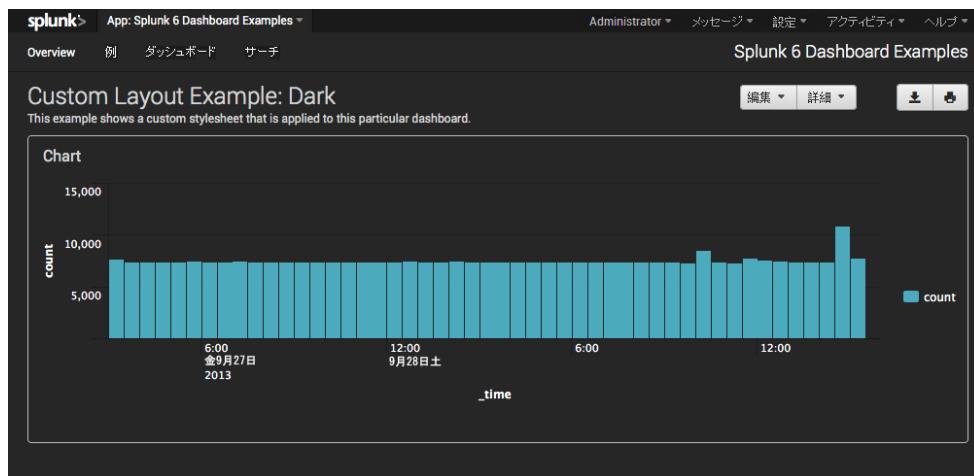 splunk> App: Splunk 6 Dashboard Examples Administrator メッセージ 設定 アクティビティ ヘルプ
Overview 例 ダッシュボード サーチ Splunk 6 Dashboard Examples
Custom Layout Example: Dark 編集 詳細
This example shows a custom stylesheet that is applied to this particular dashboard.
Chart
15,000
10,000
5,000
count
count
6:00 12:00 6:00 12:00
金9月27日 9月28日土
2013
_time